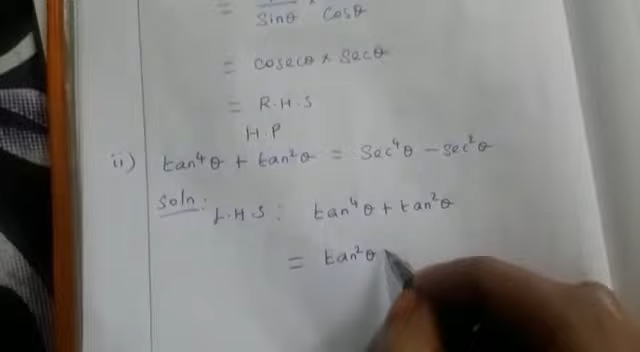 = sinθ cosθ
= cosecθ × secθ
= R.H.S
H.P
ii) tan⁴θ + tan²θ = sec⁴θ - sec²θ
Soln: L.H.S : tan⁴θ + tan²θ
= tan²θ